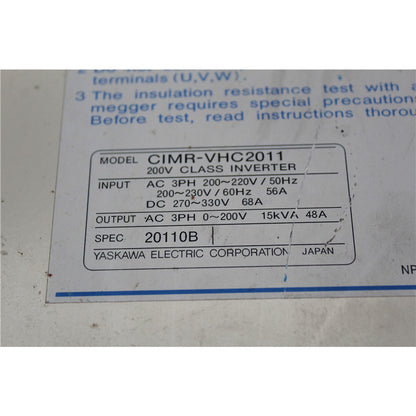 terminals (U,V,W).
3 The insulation resistance test with a
megger requires special precaution
Before test, read instructions thorou
MODEL CIMR-VHC2011
200V CLASS INVERTER
INPUT AC 3PH 200~220V / 50Hz
200~230V / 60Hz 56A
DC 270~330V 68A
OUTPUT AC 3PH 0~200V 15kVA 48A
SPEC 20110B
YASKAWA ELECTRIC CORPORATION JAPAN
NP